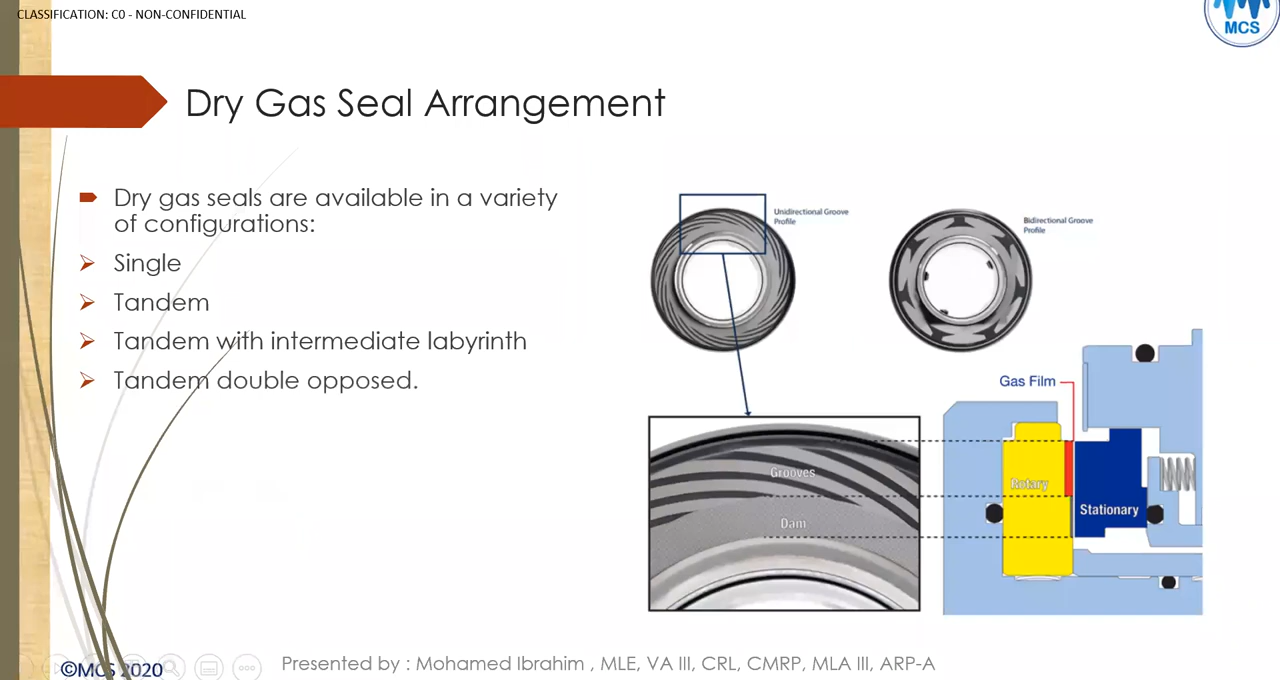 CLASSIFICATION: C0 - NON-CONFIDENTIAL
MCS
Dry Gas Seal Arrangement
Dry gas seals are available in a variety
of configurations:
Single
Tandem
Tandem with intermediate labyrinth
Tandem double opposed.
Unidirectional Groove
Profile
Bidirectional Groove
Profile
Gas Film
Grooves
Dam
Rotary
Stationary
©MCS 2020
Presented by : Mohamed Ibrahim , MLE, VA III, CRL, CMRP, MLA III, ARP-A